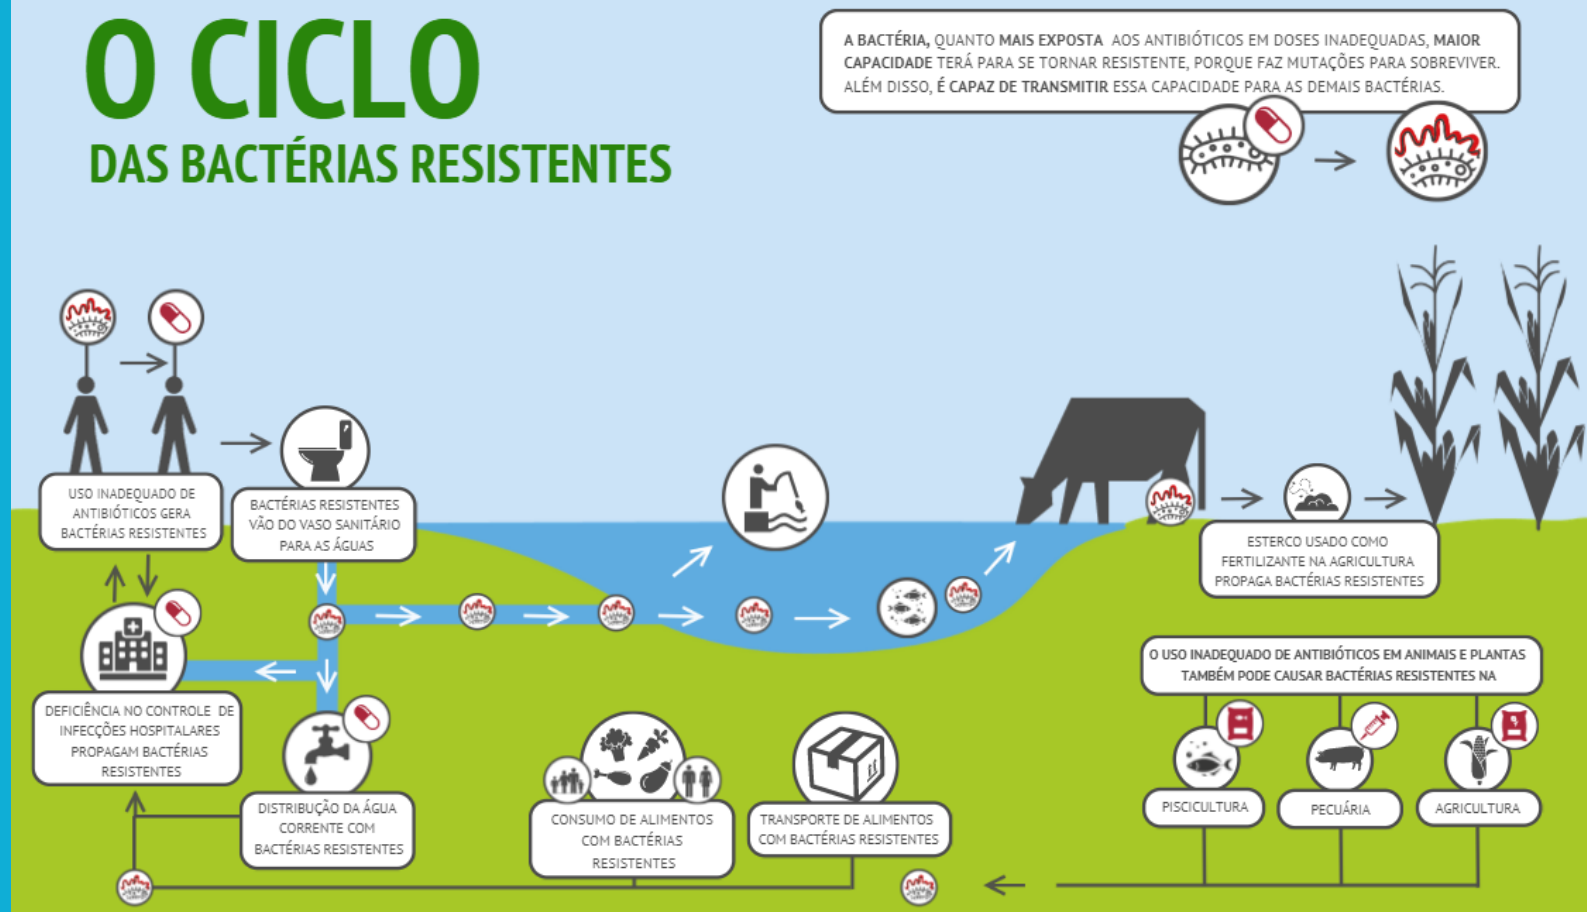 O CICLO
DAS BACTÉRIAS RESISTENTES
A BACTÉRIA, QUANTO MAIS EXPOSTA AOS ANTIBIÓTICOS EM DOSES INADEQUADAS, MAIOR
CAPACIDADE TERÁ PARA SE TORNAR RESISTENTE, PORQUE FAZ MUTAÇÕES PARA SOBREVIVER.
ALÉM DISSO, É CAPAZ DE TRANSMITIR ESSA CAPACIDADE PARA AS DEMAIS BACTÉRIAS.
USO INADEQUADO DE
ANTIBIÓTICOS GERA
BACTÉRIAS RESISTENTES
BACTÉRIAS RESISTENTES
VÃO DO VASO SANITÁRIO
PARA AS ÁGUAS
ESTERCO USADO COMO
FERTILIZANTE NA AGRICULTURA
PROPAGA BACTÉRIAS RESISTENTES
DEFICIÊNCIA NO CONTROLE DE
INFECÇÕES HOSPITALARES
PROPAGAM BACTÉRIAS
RESISTENTES
DISTRIBUÇÃO DA ÁGUA
CORRENTE COM
BACTÉRIAS RESISTENTES
CONSUMO DE ALIMENTOS
COM BACTÉRIAS
RESISTENTES
TRANSPORTE DE ALIMENTOS
COM BACTÉRIAS RESISTENTES
O USO INADEQUADO DE ANTIBIÓTICOS EM ANIMAIS E PLANTAS
TAMBÉM PODE CAUSAR BACTÉRIAS RESISTENTES NA
PISCICULTURA
PECUÁRIA
AGRICULTURA